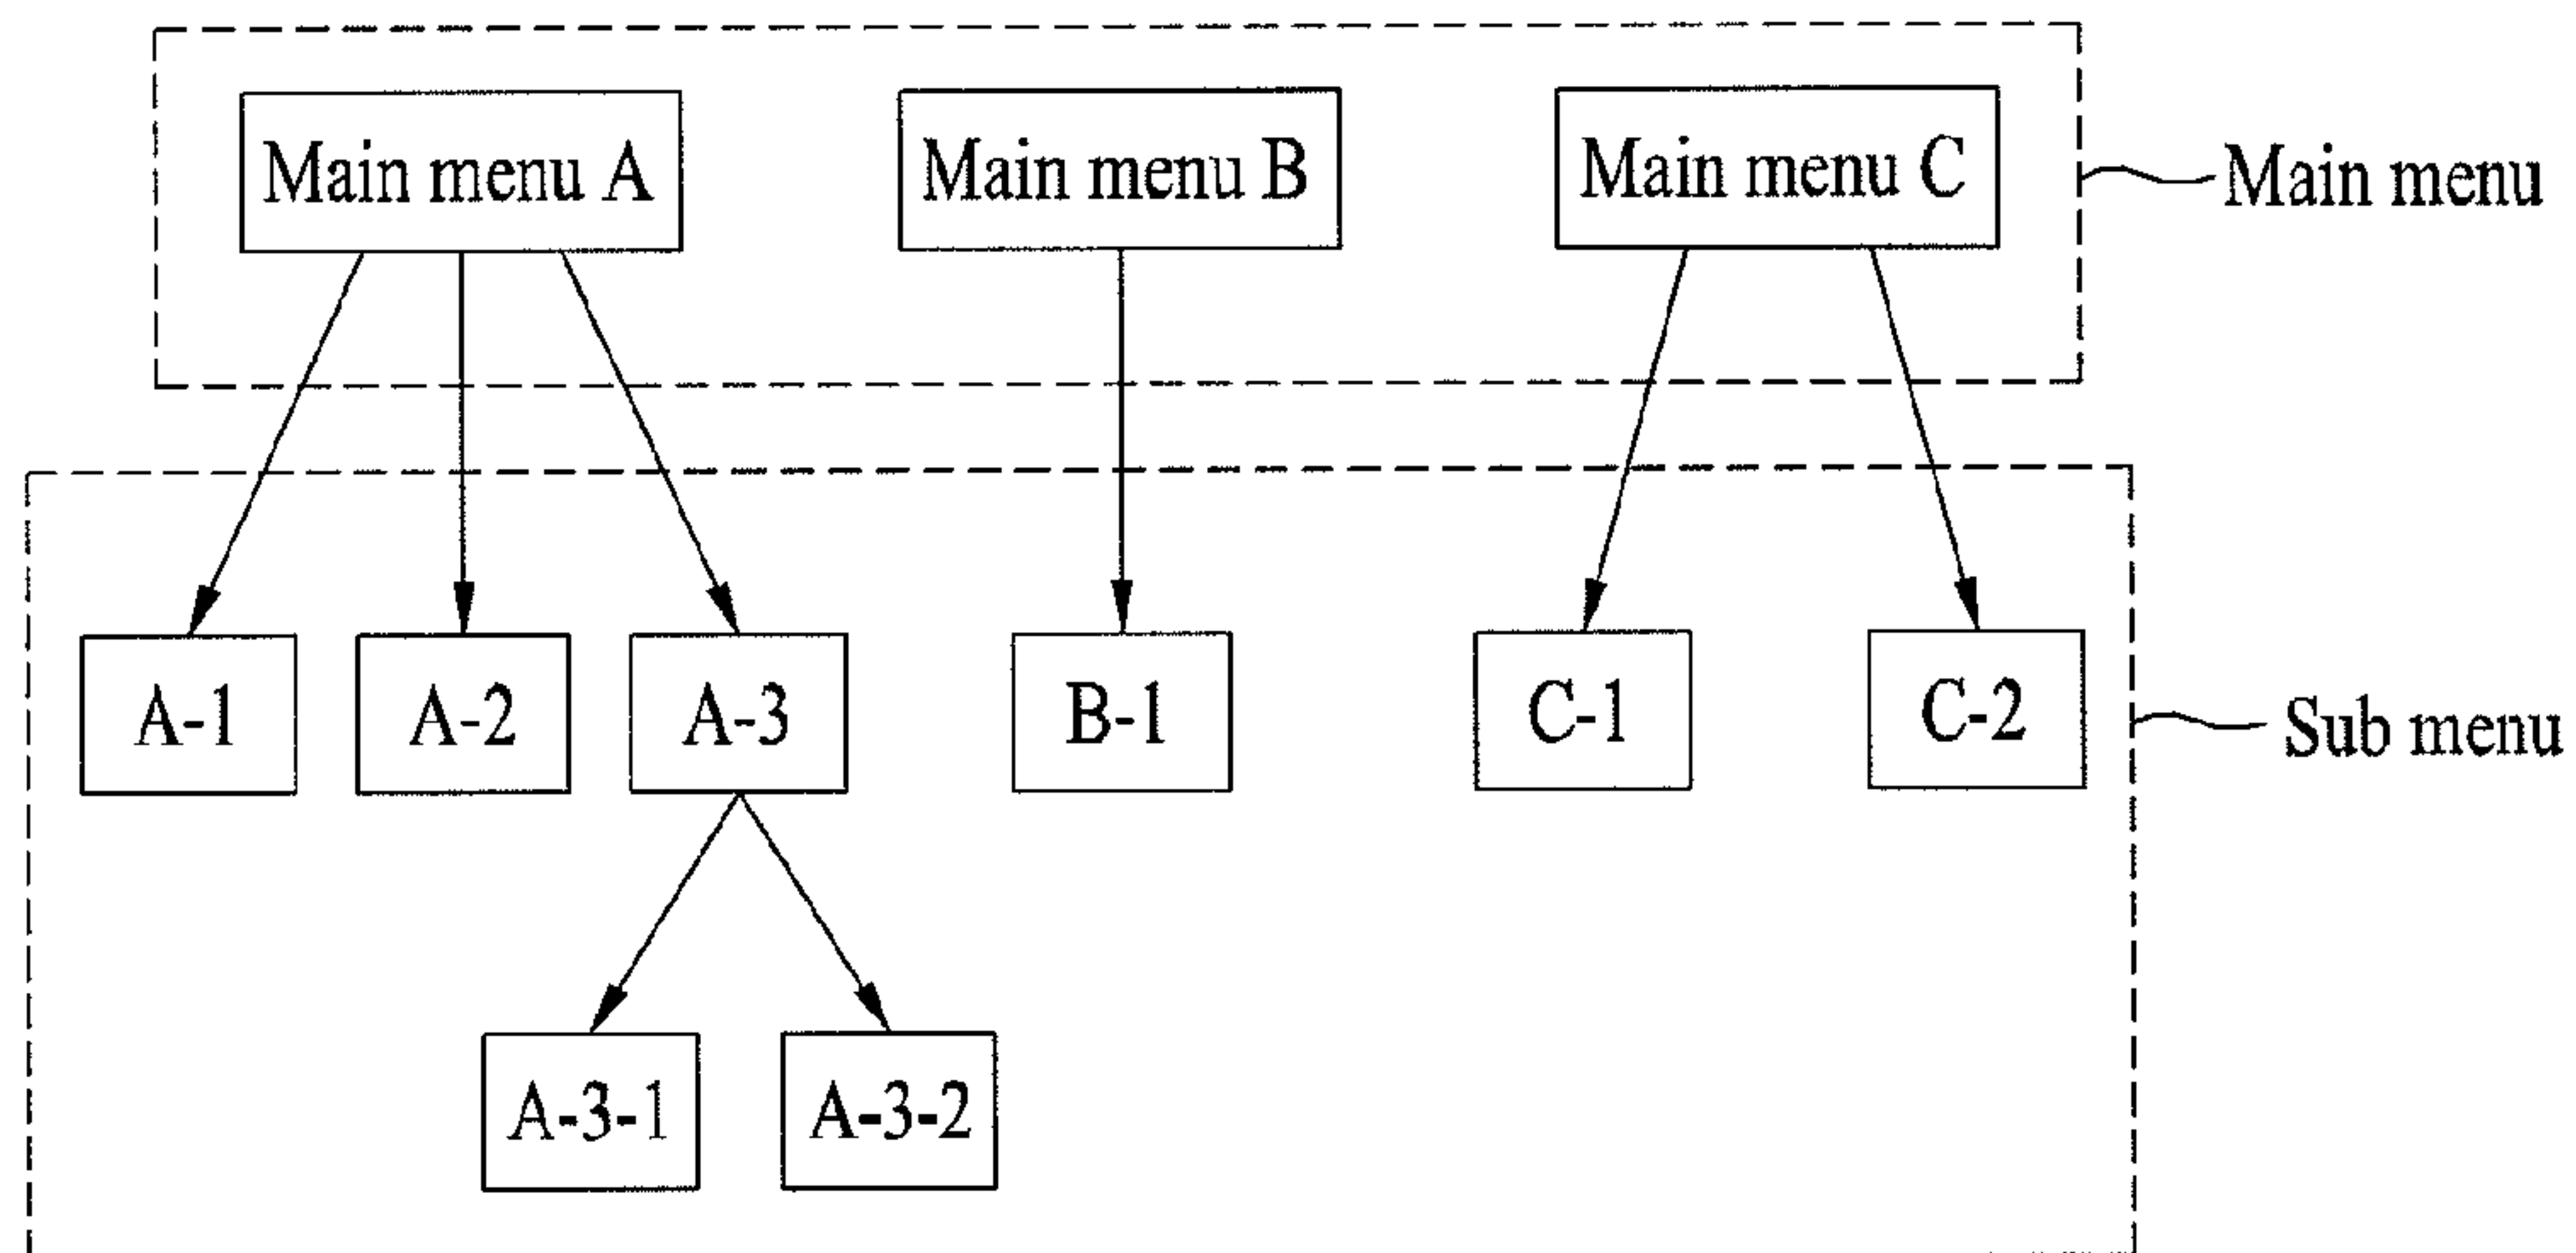 Main menu A
Main menu B
Main menu C
Main menu
A-1
A-2
A-3
B-1
C-1
C-2
Sub menu
A-3-1
A-3-2